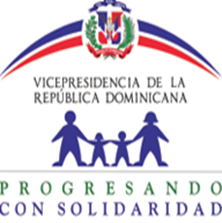 VICEPRESIDENCIA DE LA
REPÚBLICA DOMINICANA
PROGRESANDO
CON SOLIDARIDAD